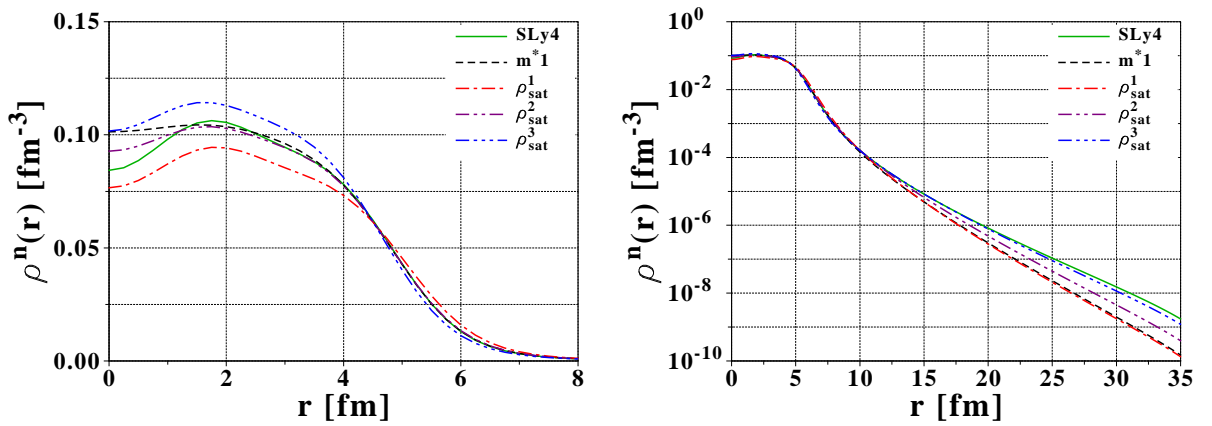 0.15
0.10
0.05
0.00
ρⁿ(r) [fm⁻³]
0 2 4 6 8
r [fm]
SLy4
m*1
ρ¹sat
ρ²sat
ρ³sat
10⁰
10⁻²
10⁻⁴
10⁻⁶
10⁻⁸
10⁻¹⁰
ρⁿ(r) [fm⁻³]
0 5 10 15 20 25 30 35
r [fm]
SLy4
m*1
ρ¹sat
ρ²sat
ρ³sat